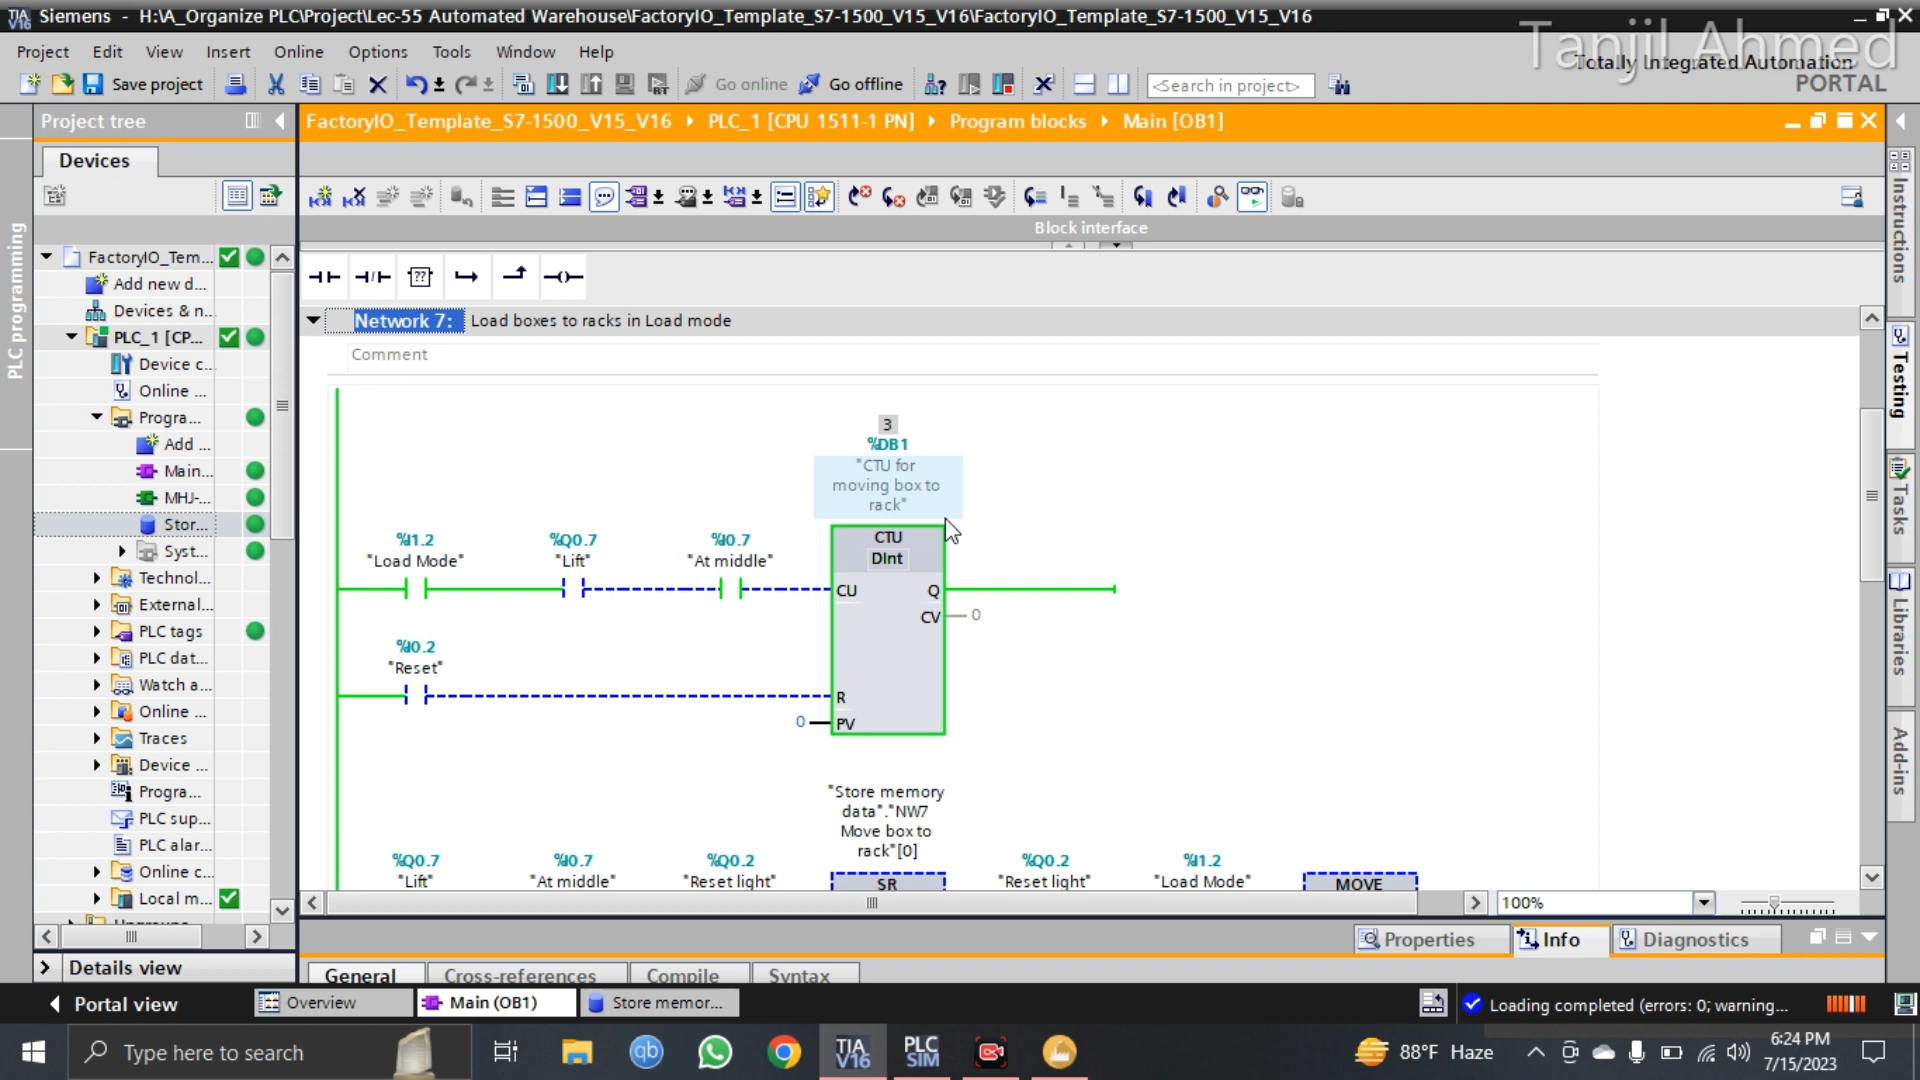 Siemens - H:\A_Organize PLC\Project\Lec-55 Automated Warehouse\FactoryIO_Template_S7-1500_V15_V16\FactoryIO_Template_S7-1500_V15_V16
Tanjil Ahmed
Project Edit View Insert Online Options Tools Window Help
Totally Integrated Automation
PORTAL
Save project
Go online
Go offline
<Search in project>
Project tree
FactoryIO_Template_S7-1500_V15_V16 PLC_1 [CPU 1511-1 PN] Program blocks Main [OB1]
Devices
PLC programming
Block interface
FactoryIO_Tem...
Add new d...
Devices & n...
PLC_1 [CP...
Device c...
Online ...
Progra...
Add ...
Main...
MHJ-...
Stor...
Syst...
Technol...
External...
PLC tags
PLC dat...
Watch a...
Online ...
Traces
Device ...
Progra...
PLC sup...
PLC alar...
Online c...
Local m...
Details view
Network 7: Load boxes to racks in Load mode
Comment
3
%DB1
"CTU for
moving box to
rack"
%I1.2 %Q0.7 %I0.7
"Load Mode" "Lift" "At middle"
CTU
DInt
CU Q
CV 0
%I0.2
"Reset"
R
0 PV
"Store memory
data"."NW7
Move box to
rack"[0]
%Q0.7 %I0.7 %Q0.2 %Q0.2 %I1.2
"Lift" "At middle" "Reset light" SR "Reset light" "Load Mode" MOVE
100%
Properties Info Diagnostics
General Cross-references Compile Syntax
Instructions
Testing
Tasks
Libraries
Add-ins
Portal view Overview Main (OB1) Store memor...
Loading completed (errors: 0; warning...
Type here to search
TIA
V16
PLC
SIM
88°F Haze
6:24 PM
7/15/2023